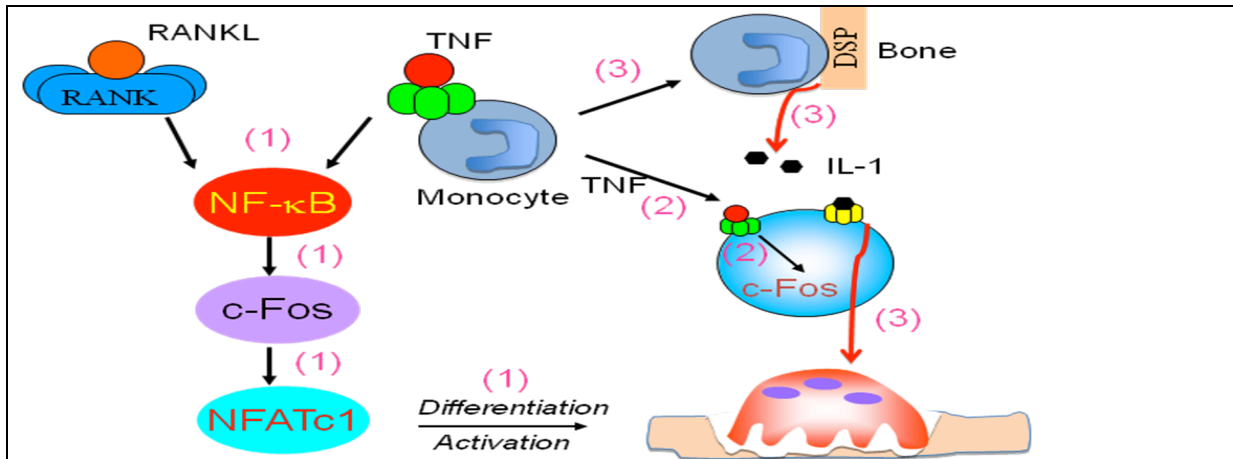 RANKL
RANK
TNF
(3)
DSP
Bone
(1)
(3)
IL-1
Monocyte
TNF
(2)
NF-κB
(1)
(2)
c-Fos
c-Fos
(3)
(1)
NFATc1
(1)
Differentiation
Activation